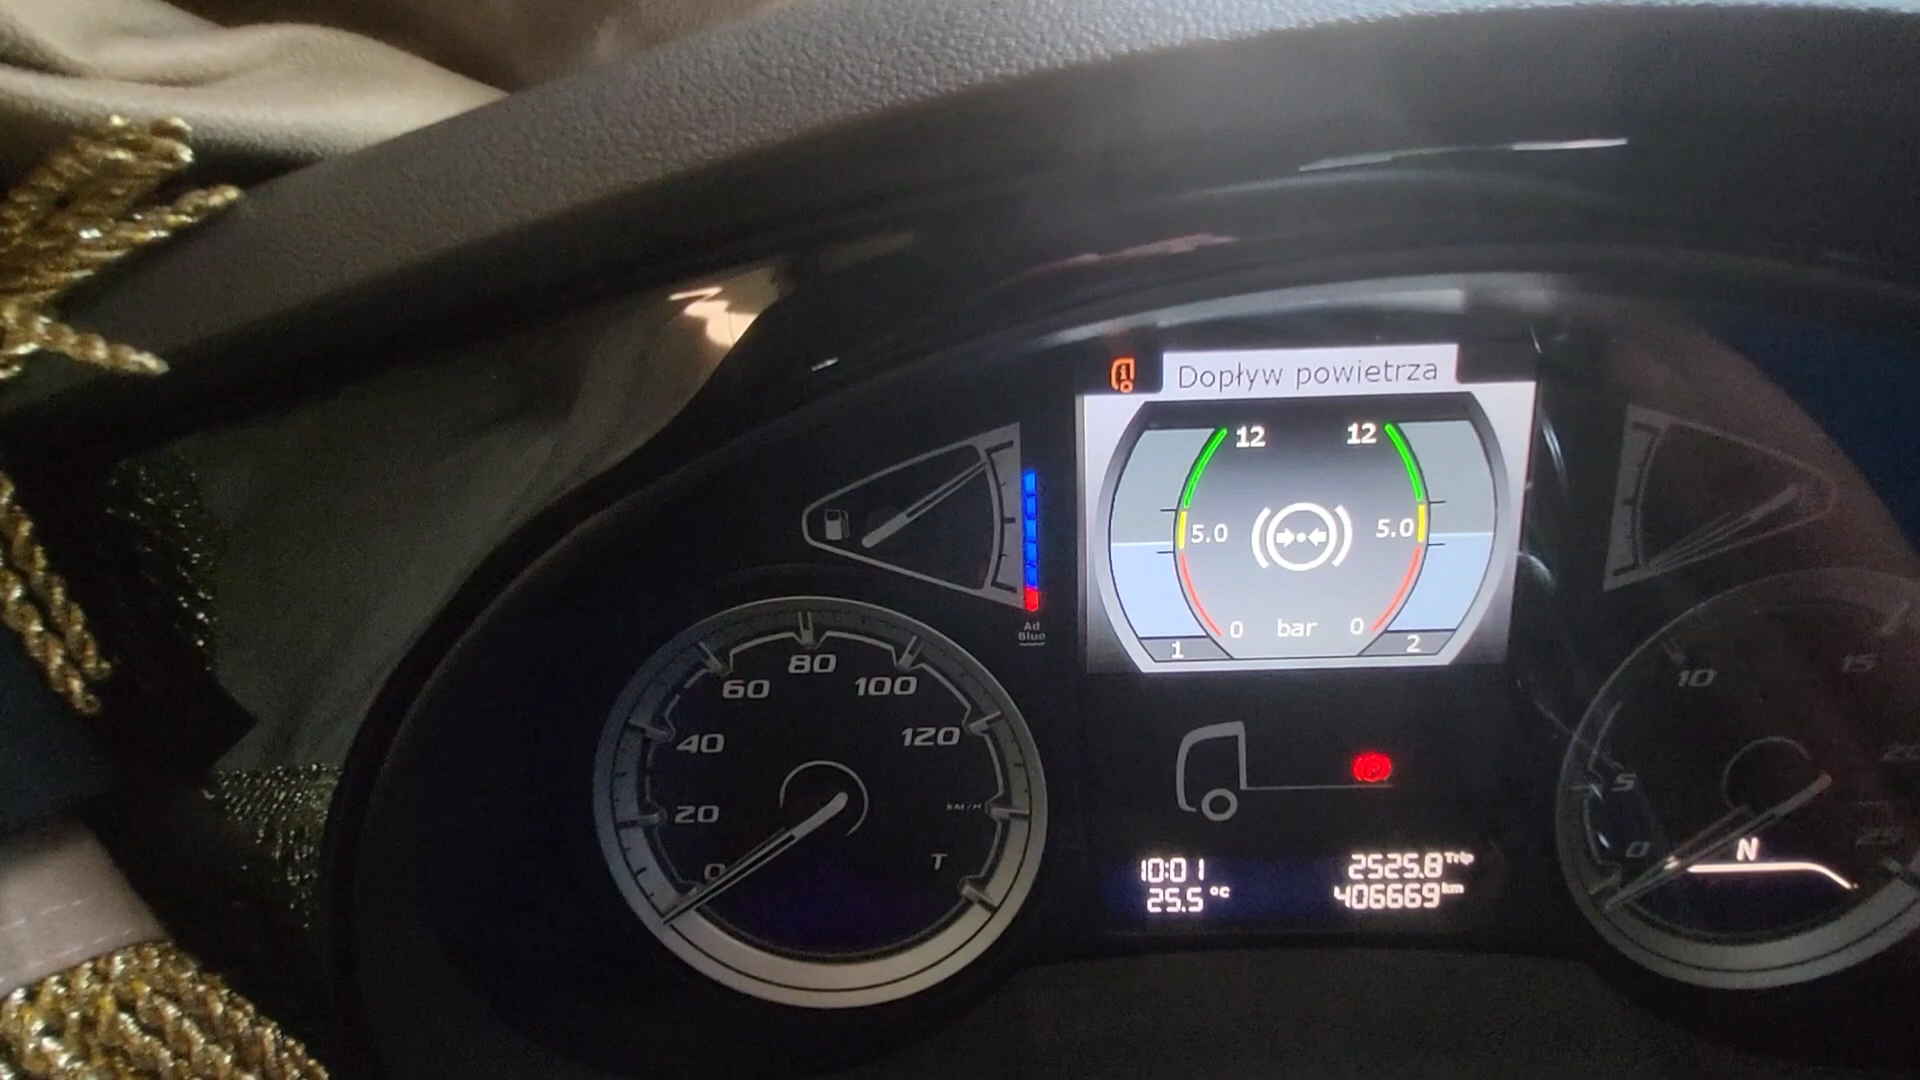 Dopływ powietrza
12 12
5.0 5.0
0 bar 0
1 2
Ad
Blue
80
60 100
40 120
20 KM/H
0 T
10 15
5
0 N 25
10:01 2525.8 Trip
25.5 °C 406669 km
P